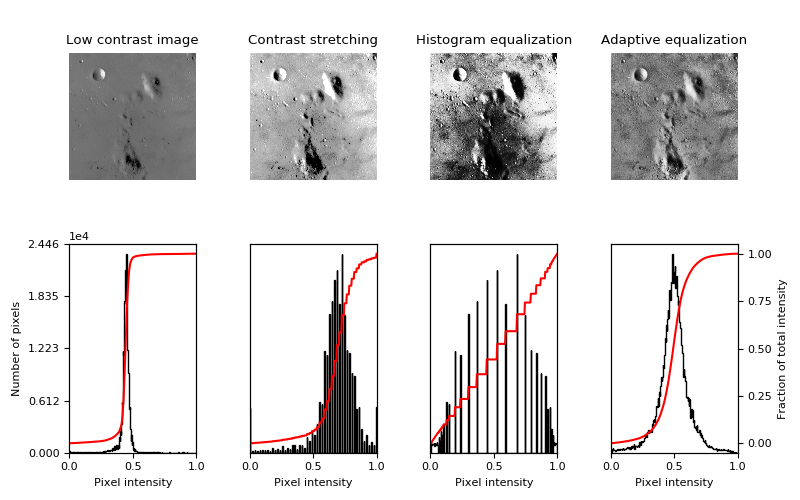 Low contrast image
Contrast stretching
Histogram equalization
Adaptive equalization
1e4
2.446
1.835
1.223
0.612
0.000
Number of pixels
0.0 0.5 1.0
Pixel intensity
0.0 0.5 1.0
Pixel intensity
0.0 0.5 1.0
Pixel intensity
0.0 0.5 1.0
Pixel intensity
1.00
0.75
0.50
0.25
0.00
Fraction of total intensity